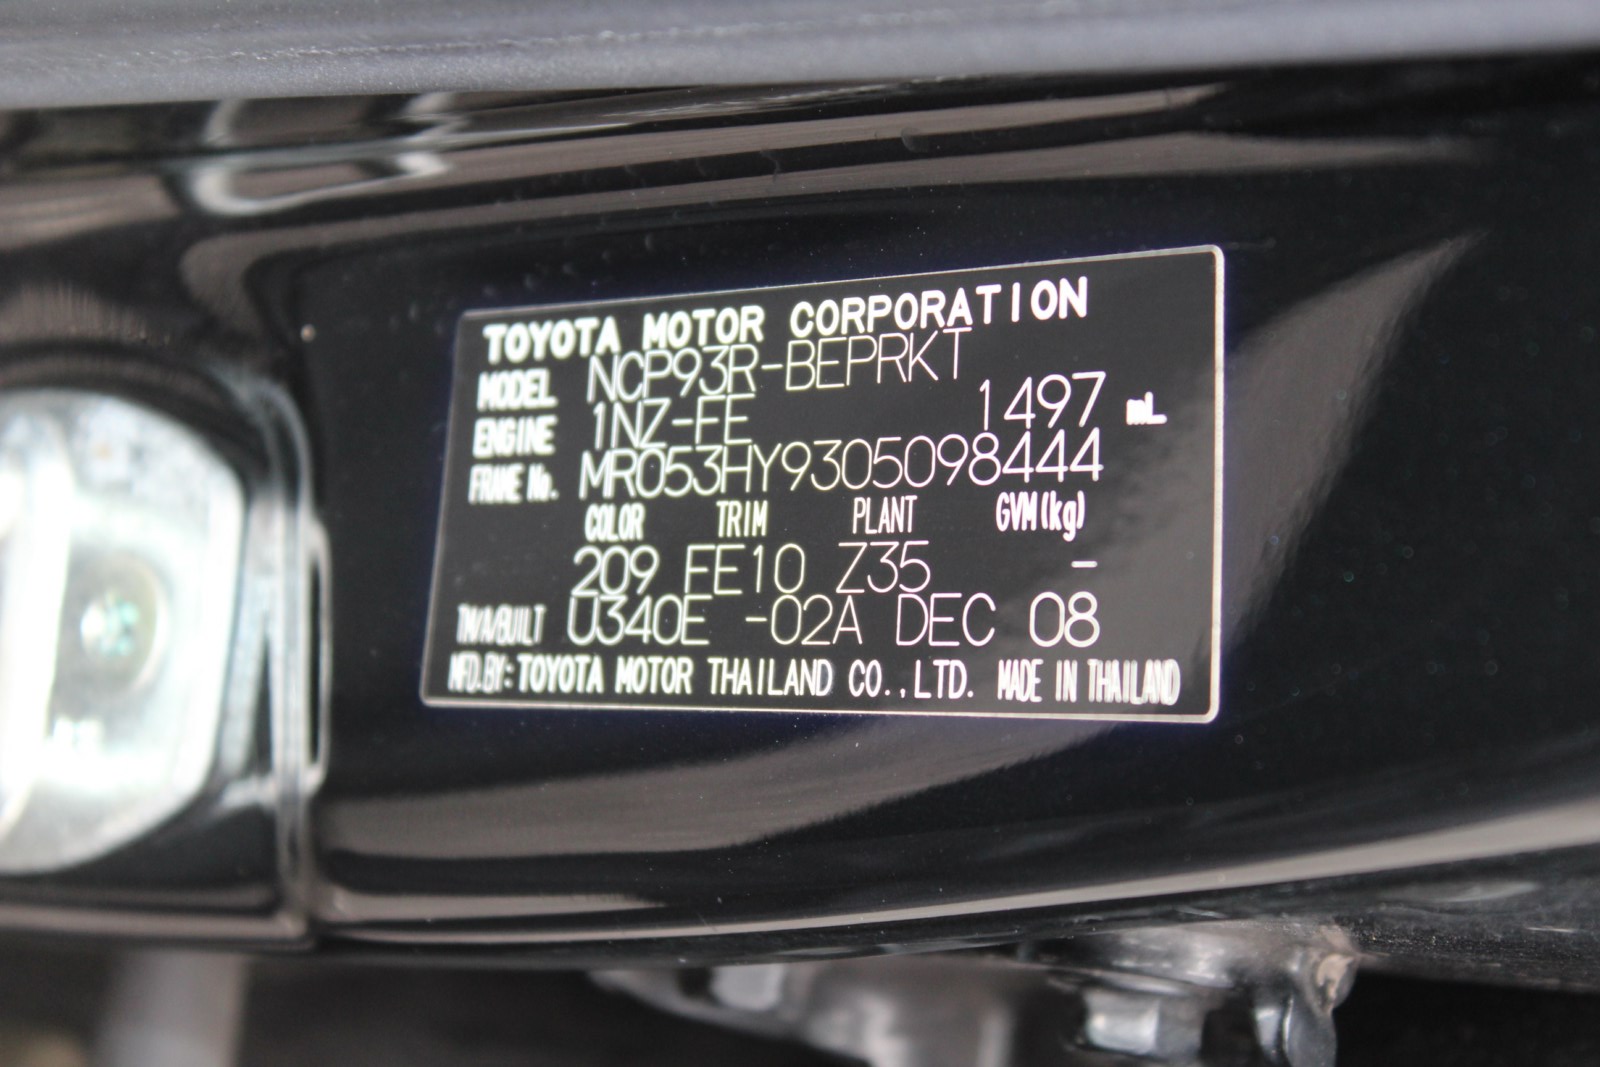 TOYOTA MOTOR CORPORATION
MODEL NCP93R-BEPRKT
ENGINE 1NZ-FE 1497 mL
FRAME No. MR053HY9305098444
COLOR TRIM PLANT GVM(kg)
209 FE10 Z35 -
TM/A/BUILT U340E -02A DEC 08
MFD.BY:TOYOTA MOTOR THAILAND CO.,LTD. MADE IN THAILAND